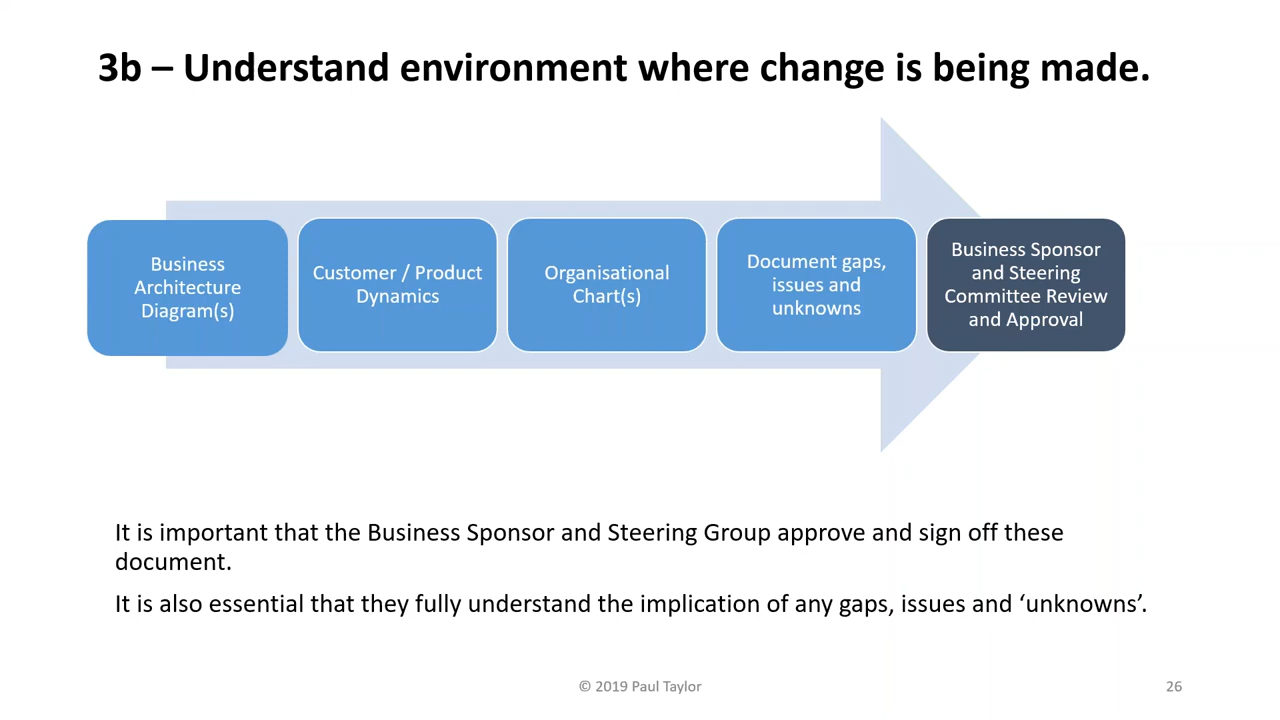 3b – Understand environment where change is being made.
Business
Architecture
Diagram(s)
Customer / Product
Dynamics
Organisational
Chart(s)
Document gaps,
issues and
unknowns
Business Sponsor
and Steering
Committee Review
and Approval
It is important that the Business Sponsor and Steering Group approve and sign off these
document.
It is also essential that they fully understand the implication of any gaps, issues and ‘unknowns’.
© 2019 Paul Taylor
26